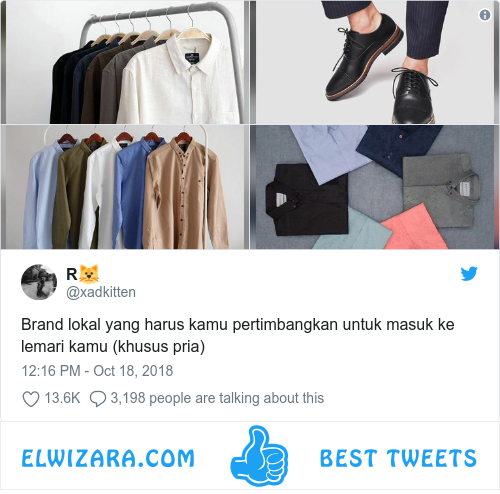 R🐱
@xadkitten
Brand lokal yang harus kamu pertimbangkan untuk masuk ke
lemari kamu (khusus pria)
12:16 PM - Oct 18, 2018
13.6K 3,198 people are talking about this
ELWIZARA.COM BEST TWEETS